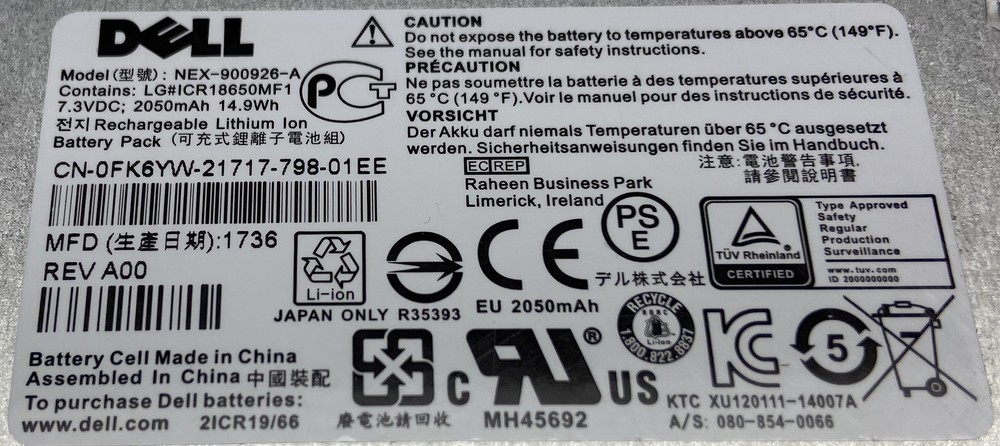 DELL
Model(型號): NEX-900926-A
Contains: LG#ICR18650MF1
7.3VDC; 2050mAh 14.9Wh
전지 Rechargeable Lithium Ion
Battery Pack (可充式鋰離子電池組)
PCT
CAUTION
Do not expose the battery to temperatures above 65°C (149°F).
See the manual for safety instructions.
PRÉCAUTION
Ne pas soumettre la batterie à des temperatures supérieures à
65 °C (149 °F).Voir le manuel pour des instructions de sécurité.
VORSICHT
Der Akku darf niemals Temperaturen über 65 °C ausgesetzt
werden. Sicherheitsanweisungen finden Sie im Handbuch.
CN-0FK6YW-21717-798-01EE
EC REP
Raheen Business Park
Limerick, Ireland
注意:電池警告事項,
請參閱說明書
MFD (生產日期):1736
REV A00
Li-ion
JAPAN ONLY R35393
CE
EU 2050mAh
PS
E
デル株式会社
TÜV Rheinland
CERTIFIED
Type Approved
Safety
Regular
Production
Surveillance
www.tuv.com
ID 2000000000
Battery Cell Made in China
Assembled In China 中國裝配
To purchase Dell batteries:
www.dell.com 2ICR19/66
廢電池請回收
C RU® US
MH45692
RECYCLE
Li-ion
1.800.822.8837
KC
5
KTC XU120111-14007A
A/S: 080-854-0066